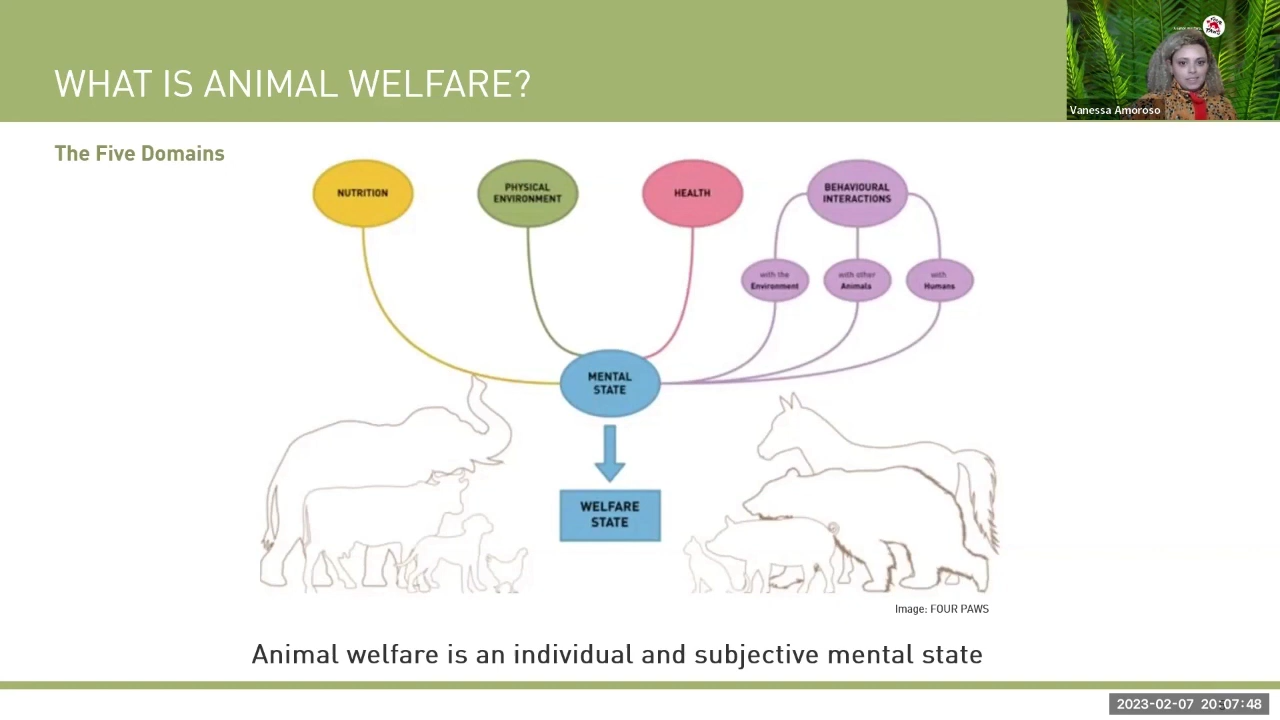 WHAT IS ANIMAL WELFARE?
Vanessa Amoroso
The Five Domains
NUTRITION
PHYSICAL
ENVIRONMENT
HEALTH
BEHAVIOURAL
INTERACTIONS
with the
Environment
with other
Animals
with
Humans
MENTAL
STATE
WELFARE
STATE
Image: FOUR PAWS
Animal welfare is an individual and subjective mental state
2023-02-07 20:07:48